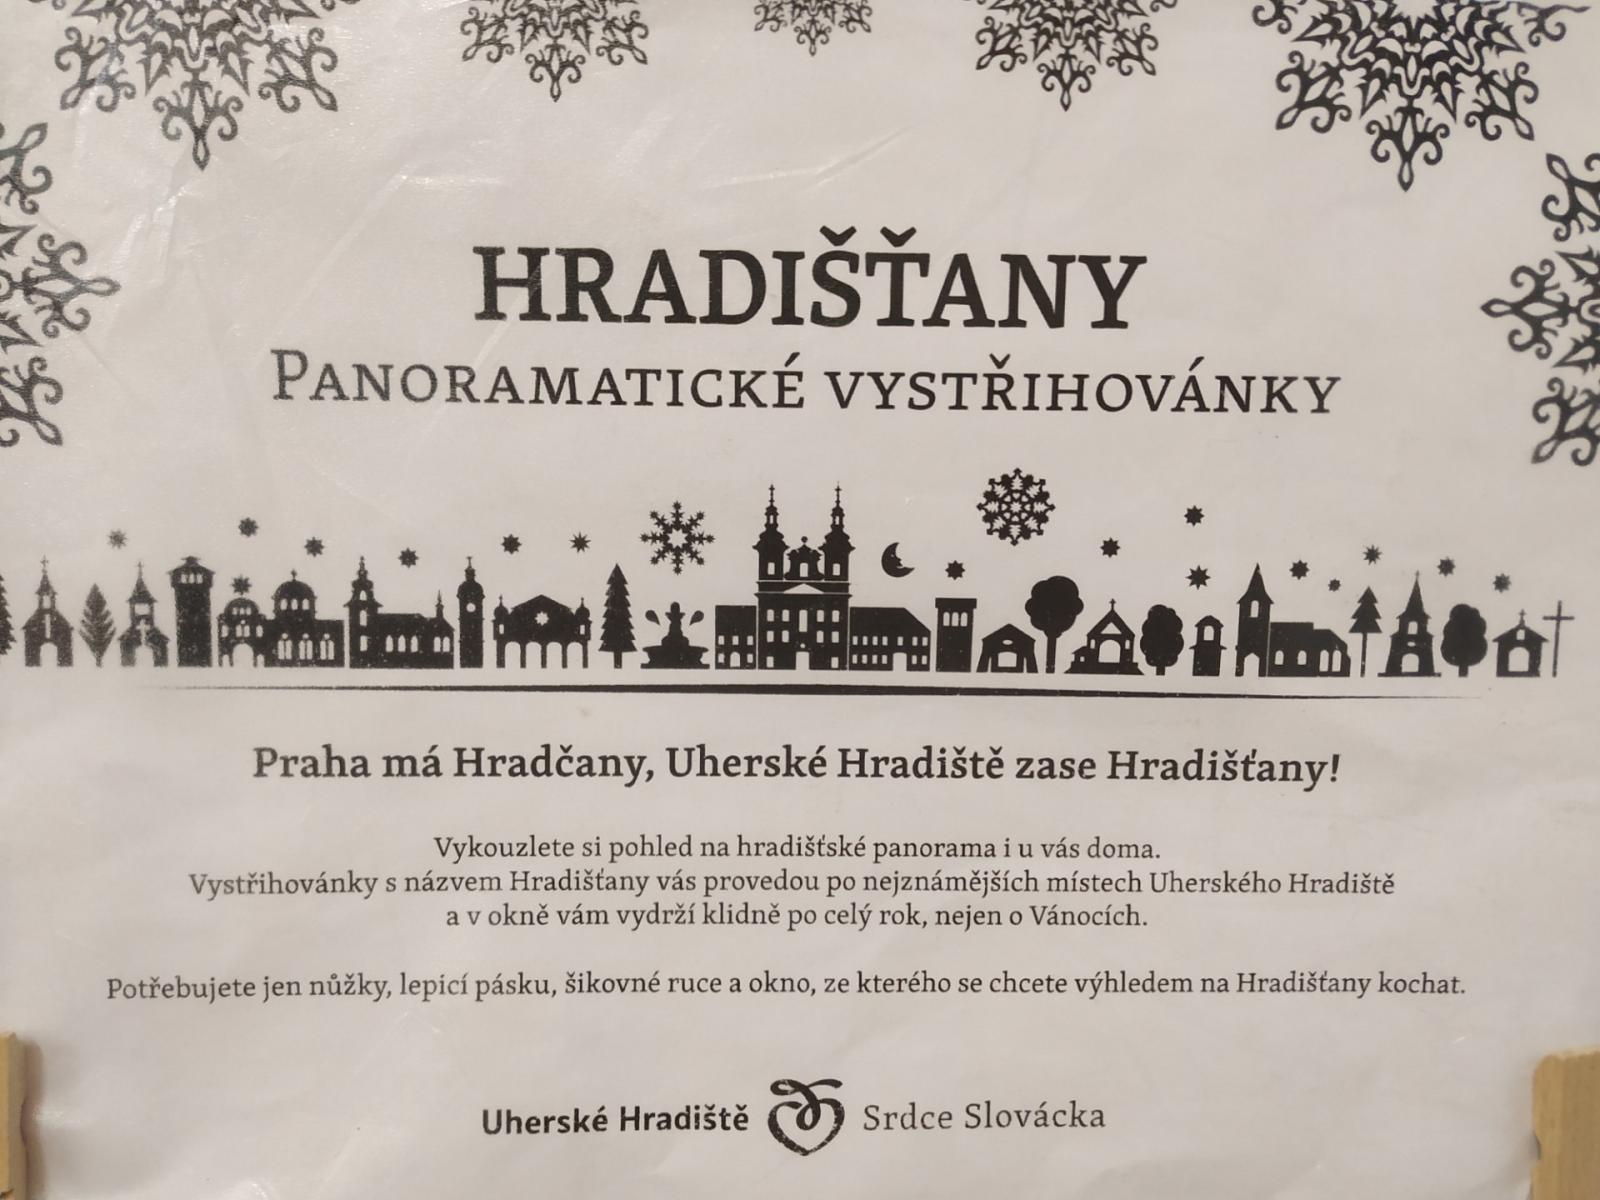 HRADIŠŤANY
PANORAMATICKÉ VYSTŘIHOVÁNKY
Praha má Hradčany, Uherské Hradiště zase Hradišťany!
Vykouzlete si pohled na hradišťské panorama i u vás doma.
Vystřihovánky s názvem Hradišťany vás provedou po nejznámějších místech Uherského Hradiště
a v okně vám vydrží klidně po celý rok, nejen o Vánocích.
Potřebujete jen nůžky, lepicí pásku, šikovné ruce a okno, ze kterého se chcete výhledem na Hradišťany kochat.
Uherské Hradiště Srdce Slovácka